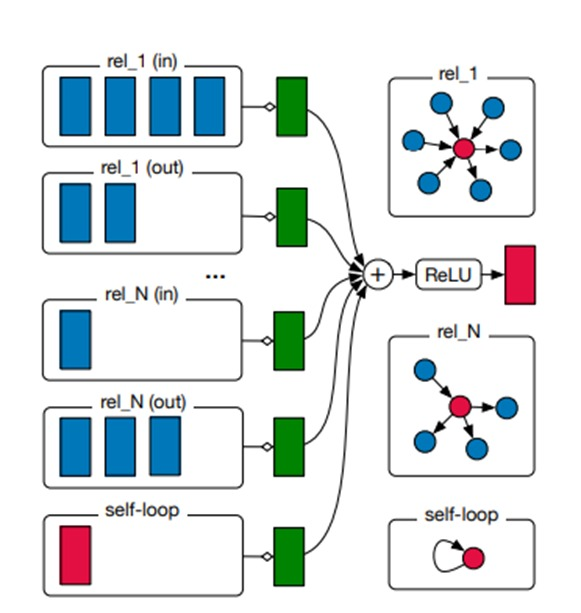 rel_1 (in)
rel_1
rel_1 (out)
...
+
ReLU
rel_N (in)
rel_N
rel_N (out)
self-loop
self-loop